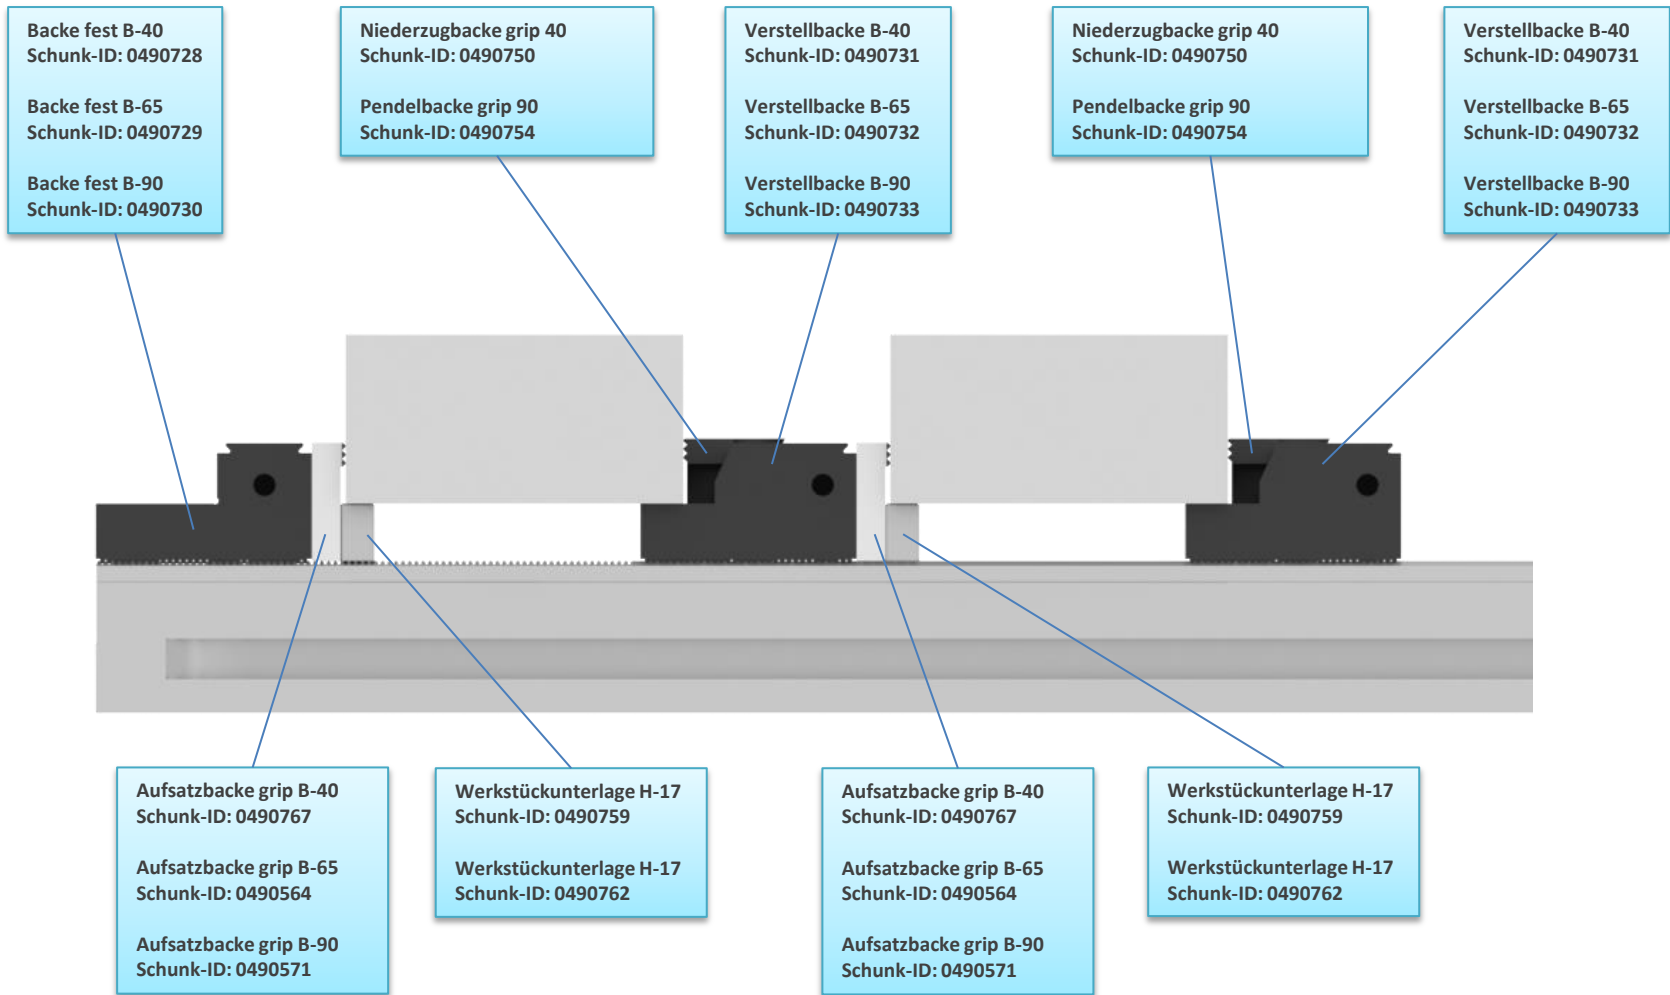 Backe fest B-40
Schunk-ID: 0490728
Backe fest B-65
Schunk-ID: 0490729
Backe fest B-90
Schunk-ID: 0490730
Niederzugbacke grip 40
Schunk-ID: 0490750
Pendelbacke grip 90
Schunk-ID: 0490754
Verstellbacke B-40
Schunk-ID: 0490731
Verstellbacke B-65
Schunk-ID: 0490732
Verstellbacke B-90
Schunk-ID: 0490733
Niederzugbacke grip 40
Schunk-ID: 0490750
Pendelbacke grip 90
Schunk-ID: 0490754
Verstellbacke B-40
Schunk-ID: 0490731
Verstellbacke B-65
Schunk-ID: 0490732
Verstellbacke B-90
Schunk-ID: 0490733
Aufsatzbacke grip B-40
Schunk-ID: 0490767
Aufsatzbacke grip B-65
Schunk-ID: 0490564
Aufsatzbacke grip B-90
Schunk-ID: 0490571
Werkstückunterlage H-17
Schunk-ID: 0490759
Werkstückunterlage H-17
Schunk-ID: 0490762
Aufsatzbacke grip B-40
Schunk-ID: 0490767
Aufsatzbacke grip B-65
Schunk-ID: 0490564
Aufsatzbacke grip B-90
Schunk-ID: 0490571
Werkstückunterlage H-17
Schunk-ID: 0490759
Werkstückunterlage H-17
Schunk-ID: 0490762